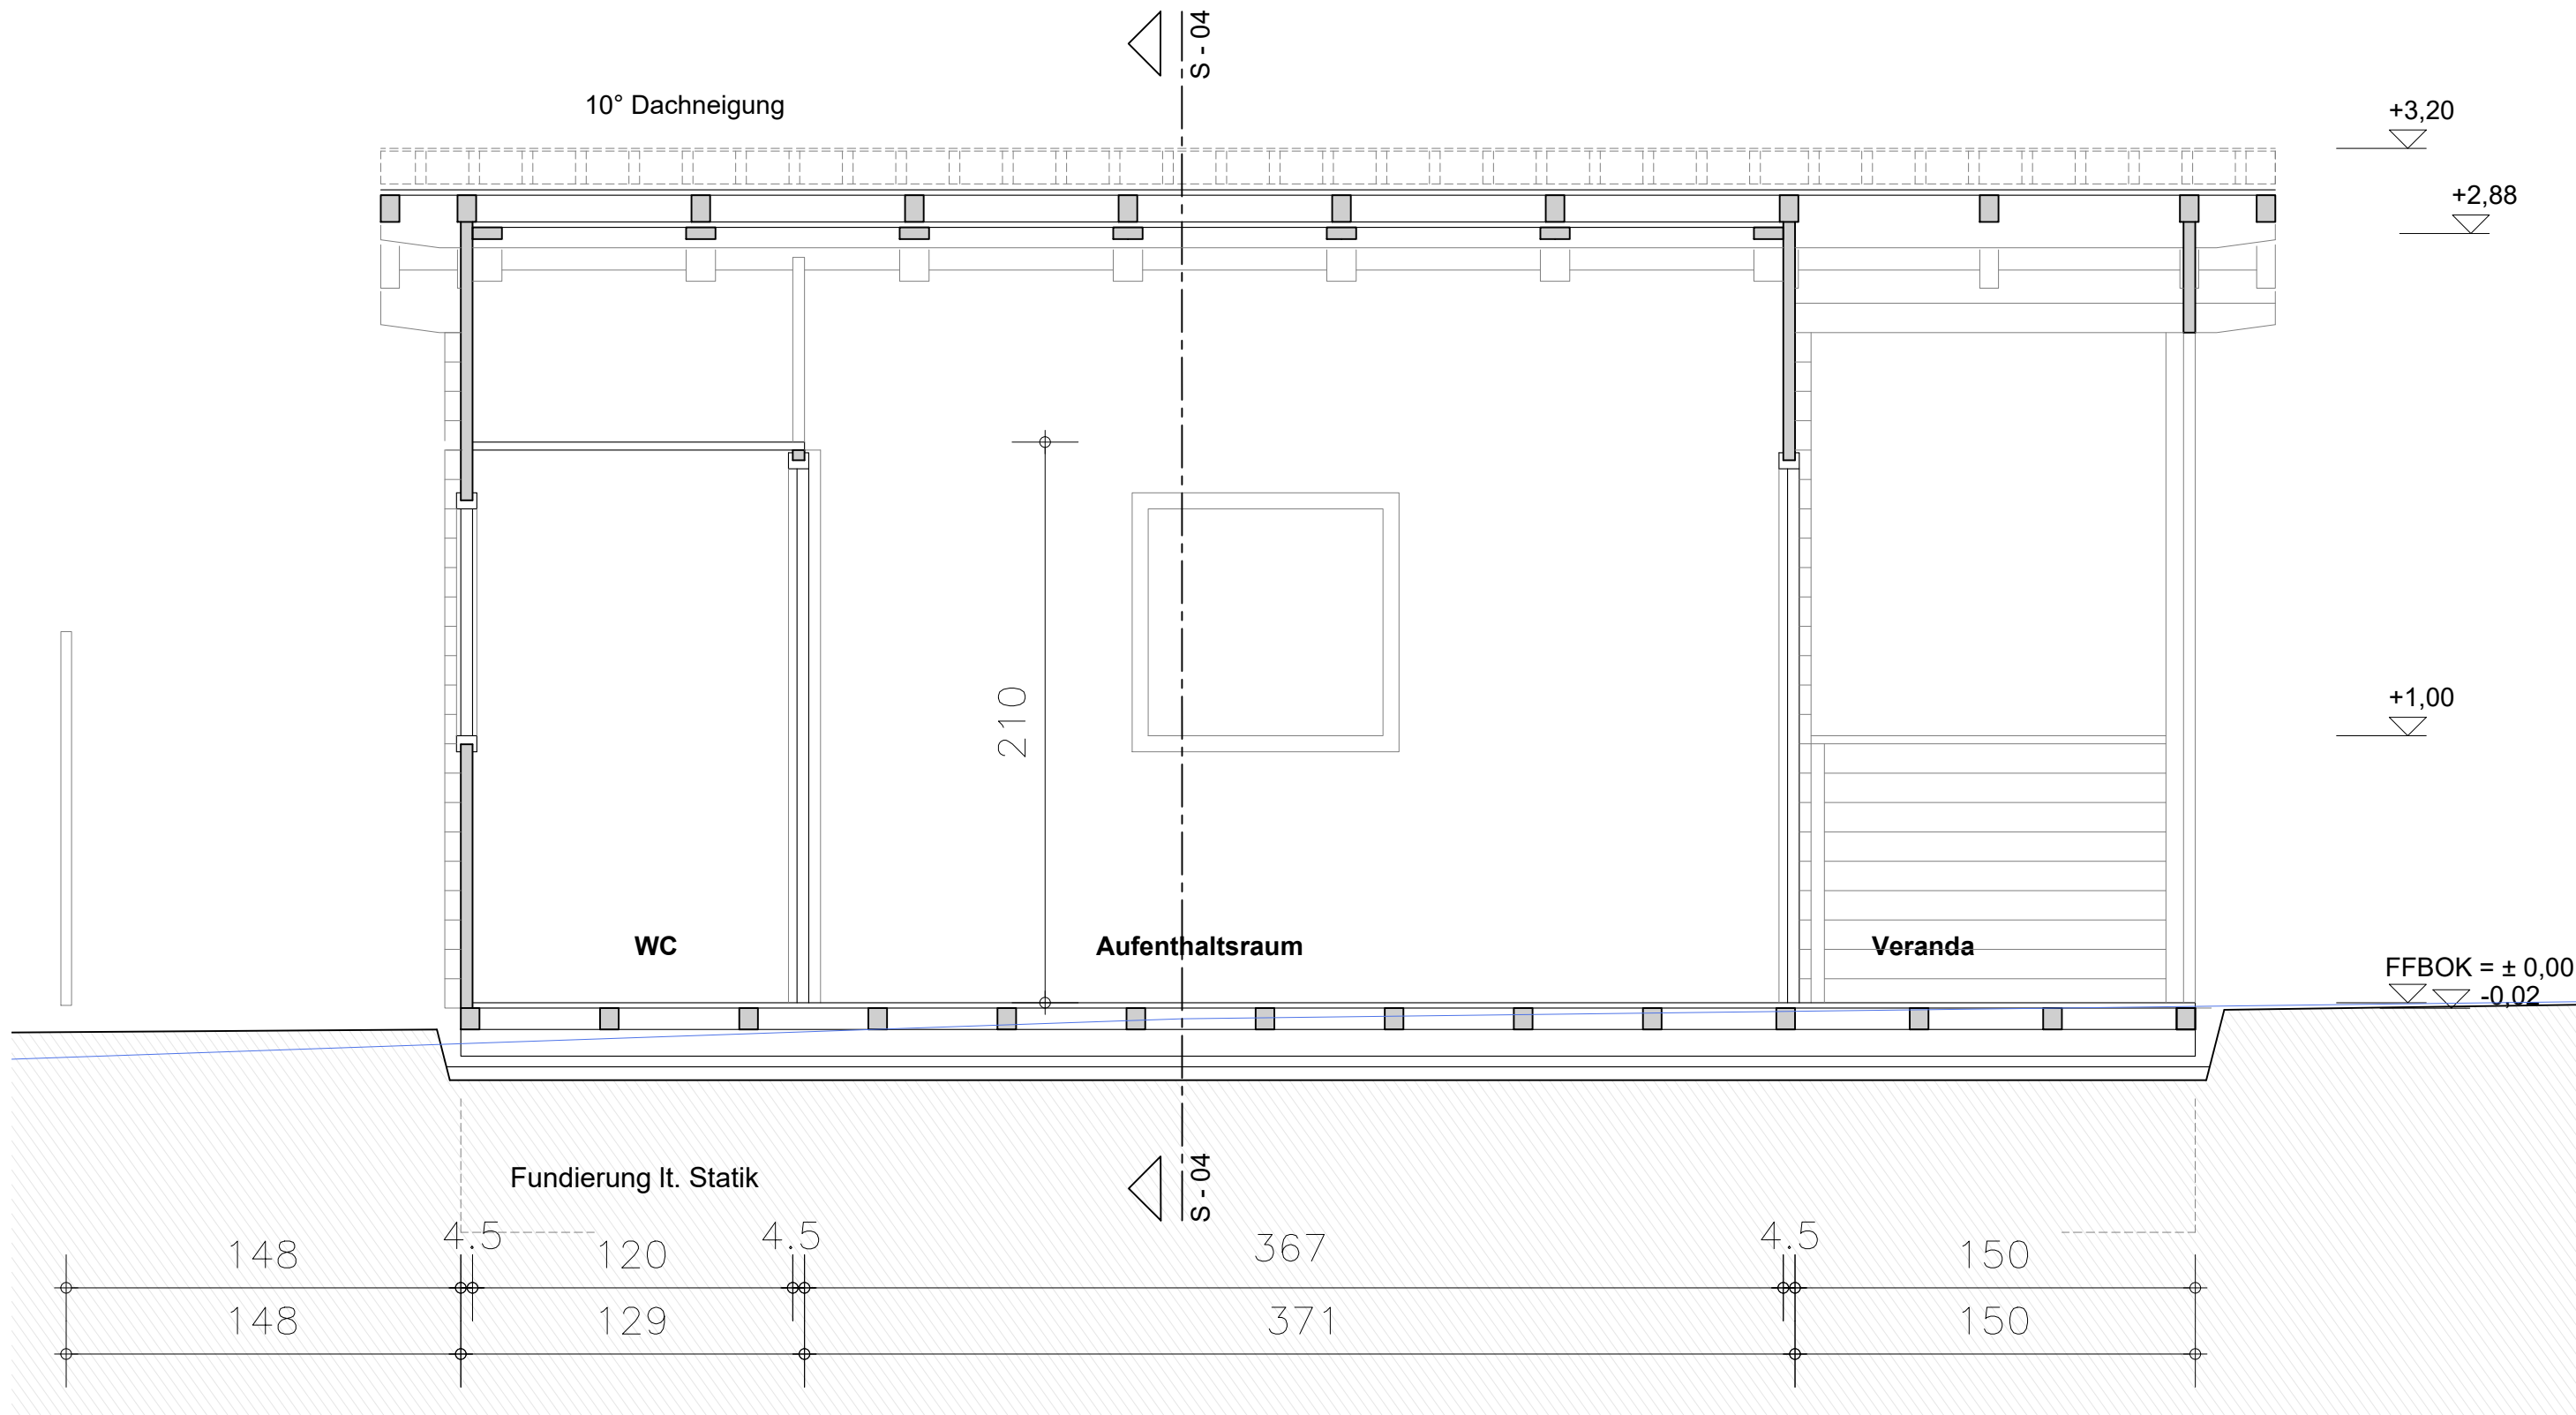 S - 04
10° Dachneigung
+3,20
+2,88
210
+1,00
WC
Aufenthaltsraum
Veranda
FFBOK = ± 0,00
-0,02
Fundierung lt. Statik
S - 04
148
4.5
120
4.5
367
4.5
150
148
129
371
150